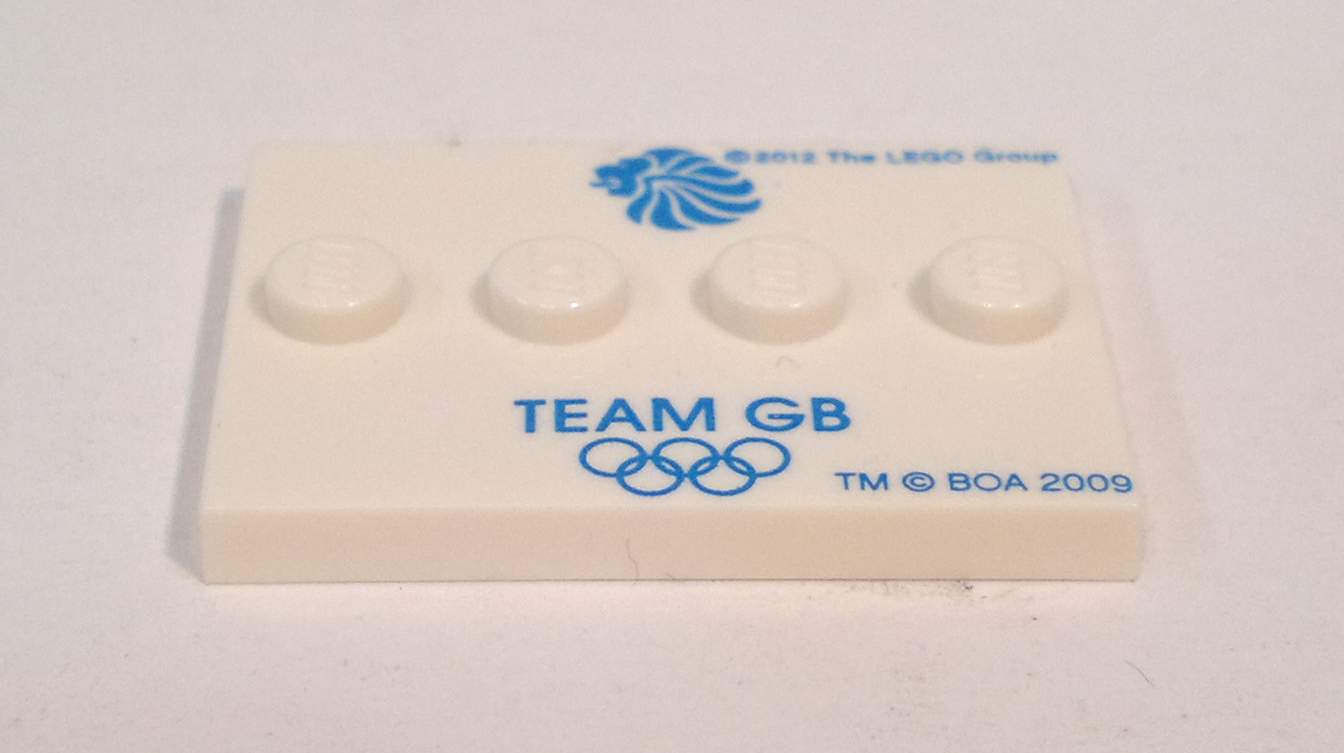 ©2012 The LEGO Group
TEAM GB
TM © BOA 2009